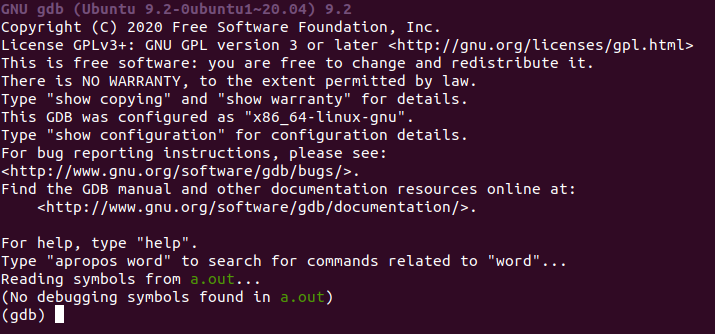 GNU gdb (Ubuntu 9.2-0ubuntu1~20.04) 9.2
Copyright (C) 2020 Free Software Foundation, Inc.
License GPLv3+: GNU GPL version 3 or later <http://gnu.org/licenses/gpl.html>
This is free software: you are free to change and redistribute it.
There is NO WARRANTY, to the extent permitted by law.
Type "show copying" and "show warranty" for details.
This GDB was configured as "x86_64-linux-gnu".
Type "show configuration" for configuration details.
For bug reporting instructions, please see:
<http://www.gnu.org/software/gdb/bugs/>.
Find the GDB manual and other documentation resources online at:
    <http://www.gnu.org/software/gdb/documentation/>.

For help, type "help".
Type "apropos word" to search for commands related to "word"...
Reading symbols from a.out...
(No debugging symbols found in a.out)
(gdb)